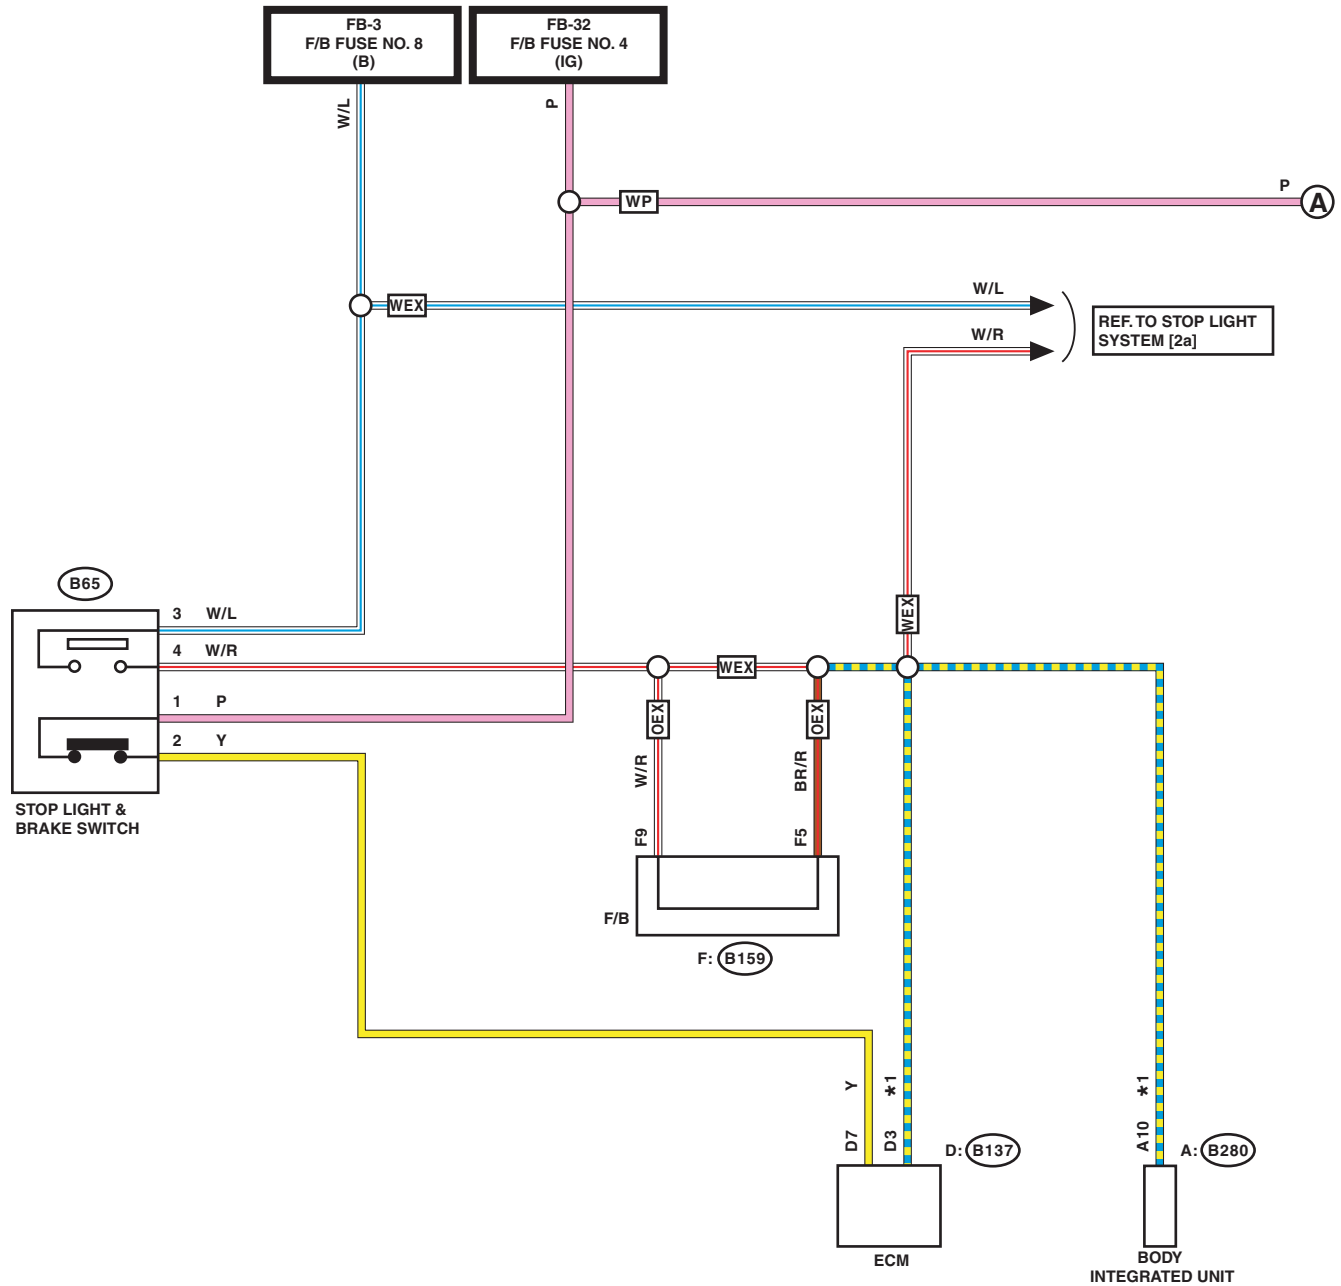 FB-3
F/B FUSE NO. 8
(B)
FB-32
F/B FUSE NO. 4
(IG)
W/L
P
WP
P
A
WEX
W/L
W/R
REF. TO STOP LIGHT
SYSTEM [2a]
B65
3 W/L
4 W/R
1 P
2 Y
STOP LIGHT &
BRAKE SWITCH
WEX
WEX
OEX
OEX
W/R
BR/R
F9
F5
F/B
F: B159
Y
*1
*1
D7
D3
D: B137
A10
A: B280
ECM
BODY
INTEGRATED UNIT